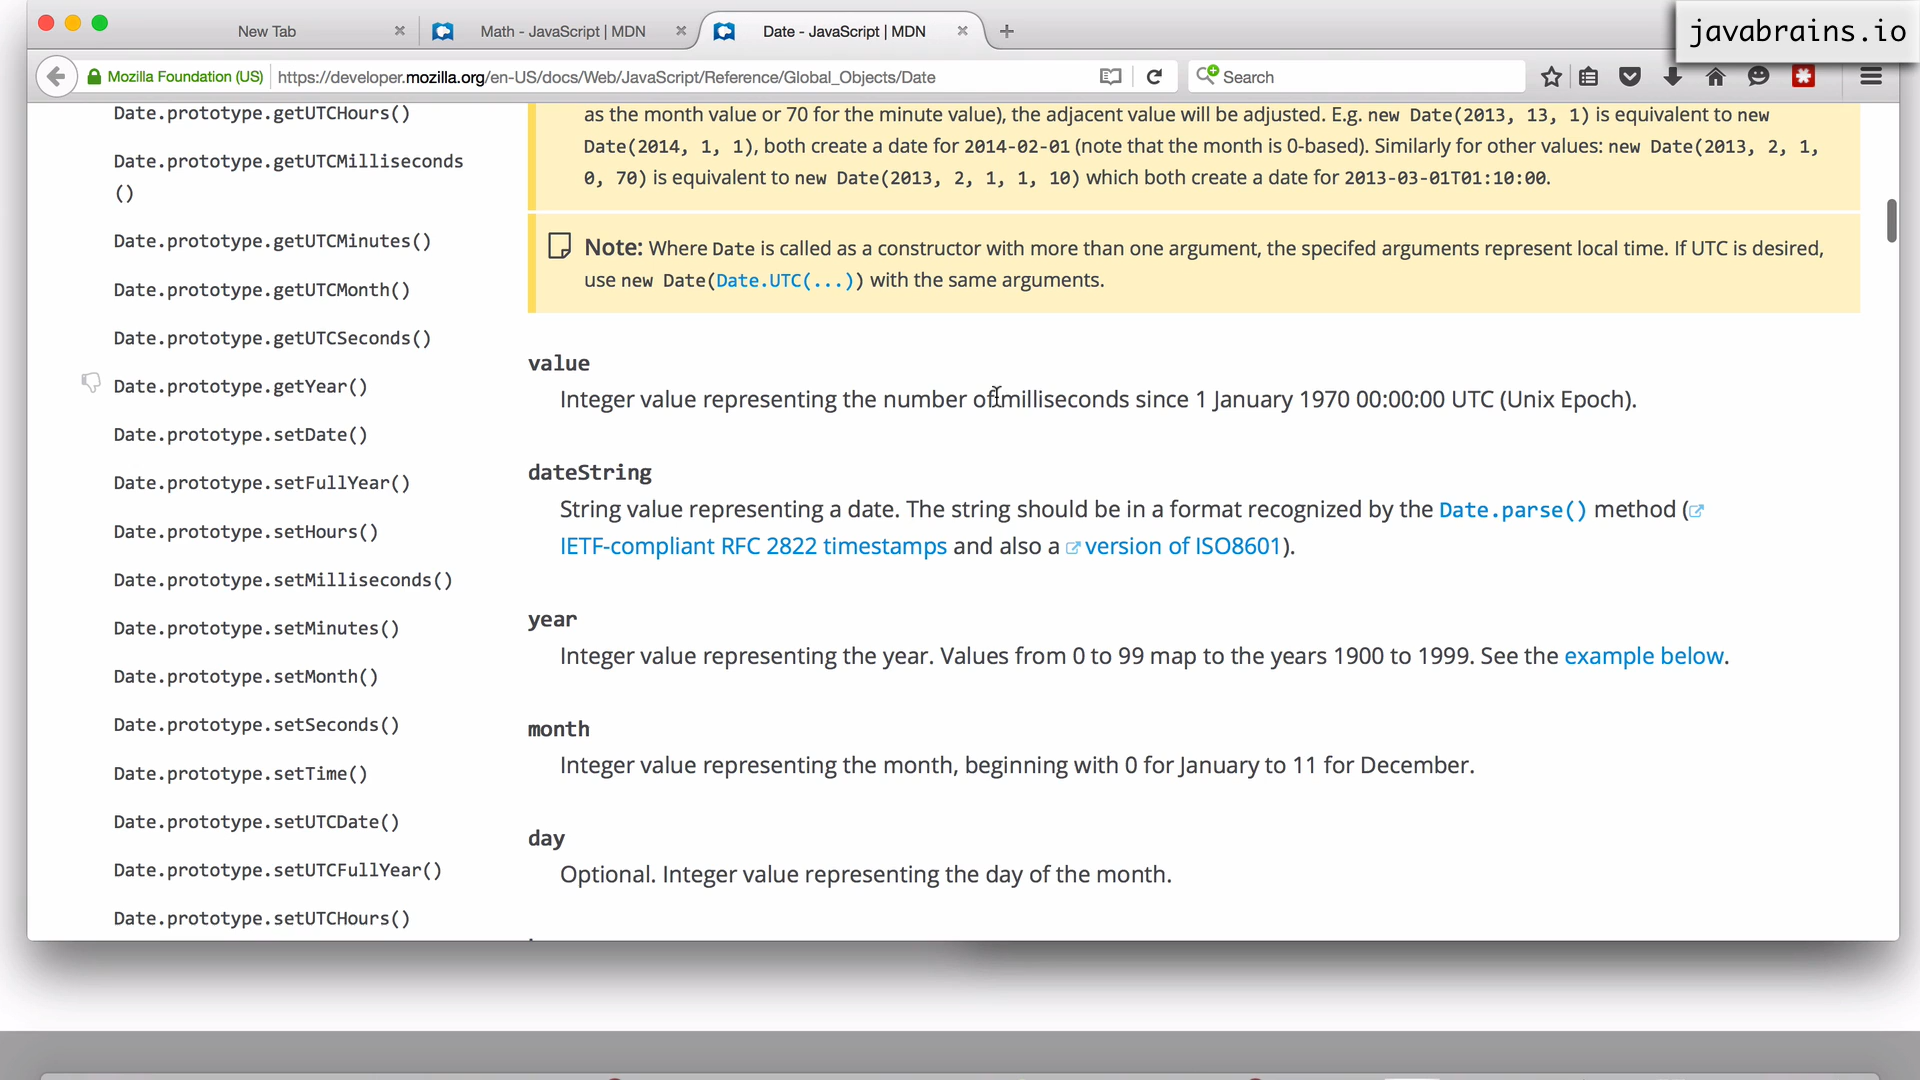 javabrains.io
New Tab
Math - JavaScript | MDN
Date - JavaScript | MDN
Mozilla Foundation (US)
https://developer.mozilla.org/en-US/docs/Web/JavaScript/Reference/Global_Objects/Date
Search
Date.prototype.getUTCHours()
Date.prototype.getUTCMilliseconds
()
Date.prototype.getUTCMinutes()
Date.prototype.getUTCMonth()
Date.prototype.getUTCSeconds()
Date.prototype.getYear()
Date.prototype.setDate()
Date.prototype.setFullYear()
Date.prototype.setHours()
Date.prototype.setMilliseconds()
Date.prototype.setMinutes()
Date.prototype.setMonth()
Date.prototype.setSeconds()
Date.prototype.setTime()
Date.prototype.setUTCDate()
Date.prototype.setUTCFullYear()
Date.prototype.setUTCHours()
as the month value or 70 for the minute value), the adjacent value will be adjusted. E.g. new Date(2013, 13, 1) is equivalent to new
Date(2014, 1, 1), both create a date for 2014-02-01 (note that the month is 0-based). Similarly for other values: new Date(2013, 2, 1,
0, 70) is equivalent to new Date(2013, 2, 1, 1, 10) which both create a date for 2013-03-01T01:10:00.
Note: Where Date is called as a constructor with more than one argument, the specifed arguments represent local time. If UTC is desired,
use new Date(Date.UTC(...)) with the same arguments.
value
Integer value representing the number of milliseconds since 1 January 1970 00:00:00 UTC (Unix Epoch).
dateString
String value representing a date. The string should be in a format recognized by the Date.parse() method (
IETF-compliant RFC 2822 timestamps and also a version of ISO8601).
year
Integer value representing the year. Values from 0 to 99 map to the years 1900 to 1999. See the example below.
month
Integer value representing the month, beginning with 0 for January to 11 for December.
day
Optional. Integer value representing the day of the month.